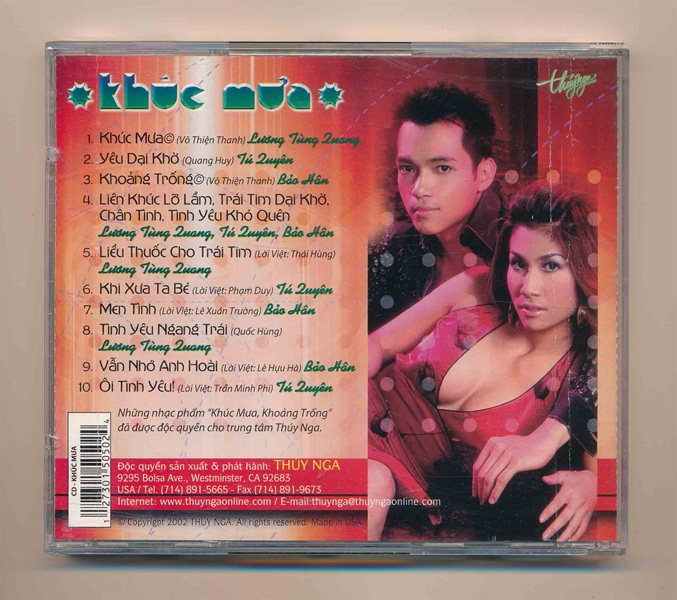 khúc mưa
thúynga
1. Khúc Mưa© (Võ Thiện Thanh) Lương Tùng Quang
2. Yêu Dại Khờ (Quang Huy) Tú Quyên
3. Khoảng Trống© (Võ Thiện Thanh) Bảo Hân
4. Liên Khúc Lỡ Lầm, Trái Tim Dại Khờ,
Chân Tình, Tình Yêu Khó Quên
Lương Tùng Quang, Tú Quyên, Bảo Hân
5. Liều Thuốc Cho Trái Tim (Lời Việt: Thái Hùng)
Lương Tùng Quang
6. Khi Xưa Ta Bé (Lời Việt: Phạm Duy) Tú Quyên
7. Men Tình (Lời Việt: Lê Xuân Trường) Bảo Hân
8. Tình Yêu Ngang Trái (Quốc Hùng)
Lương Tùng Quang
9. Vẫn Nhớ Anh Hoài (Lời Việt: Lê Hựu Hà) Bảo Hân
10. Ôi Tình Yêu! (Lời Việt: Trần Minh Phi) Tú Quyên
Những nhạc phẩm "Khúc Mưa, Khoảng Trống"
đã được độc quyền cho trung tâm Thúy Nga.
Độc quyền sản xuất & phát hành: THÚY NGA
9295 Bolsa Ave., Westminster, CA 92683
USA / Tel. (714) 891-5665 - Fax (714) 891-9673
Internet: www.thuyngaonline.com / E-mail:thuynga@thuyngaonline.com
© Copyright 2002 THUY NGA. All rights reserved. Made in USA
CD - KHÚC MƯA
1 27301 50502 4